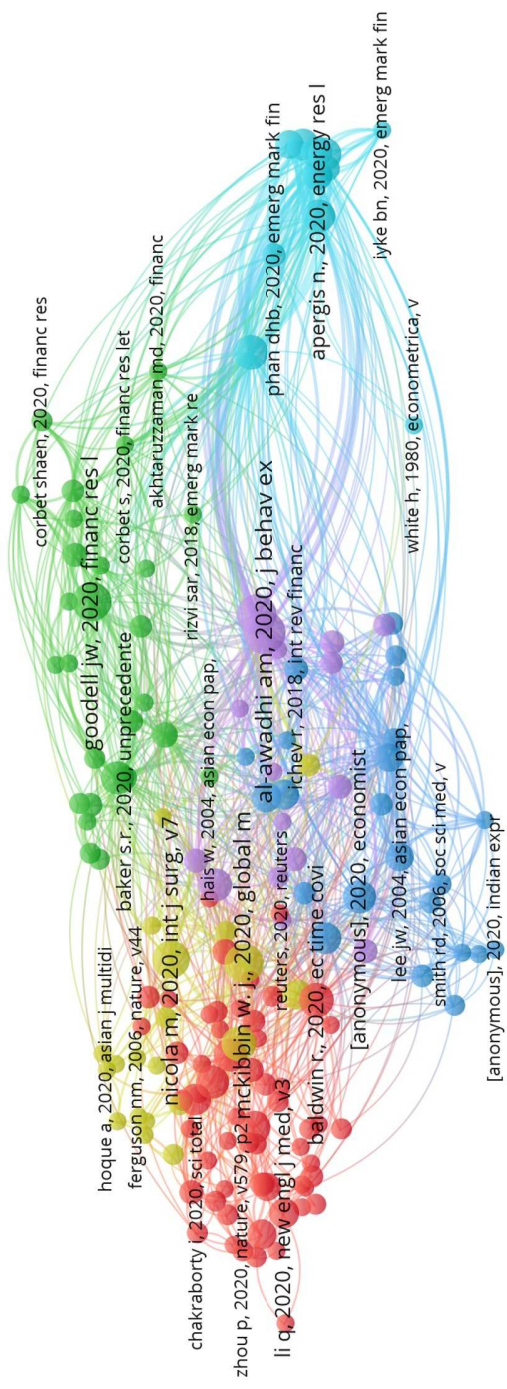 hoque a, 2020, asian j multidi
ferguson nm, 2006, nature, v44
nicola m, 2020, int j surg, v7
chakraborty i, 2020, sci total
zhou p, 2020, nature, v579, p2
mckibbin w. j., 2020, global m
li q, 2020, new engl j med, v3
baldwin r., 2020, ec time covi
reuters, 2020, reuters
[anonymous], 2020, economist
baker s.r., 2020, unprecedente
hais w, 2004, asian econ pap,
goodell jw, 2020, financ res l
al-awadhi am, 2020, j behav ex
ichev r, 2018, int rev financ
lee jw, 2004, asian econ pap,
smith rd, 2006, soc sci med, v
[anonymous], 2020, indian expr
corbet shaen, 2020, financ res
corbet s, 2020, financ res let
akhtaruzzaman md, 2020, financ
rizvi sar, 2018, emerg mark re
phan dhb, 2020, emerg mark fin
apergis n., 2020, energy res l
iyke bn, 2020, emerg mark fin
white h, 1980, econometrica, v